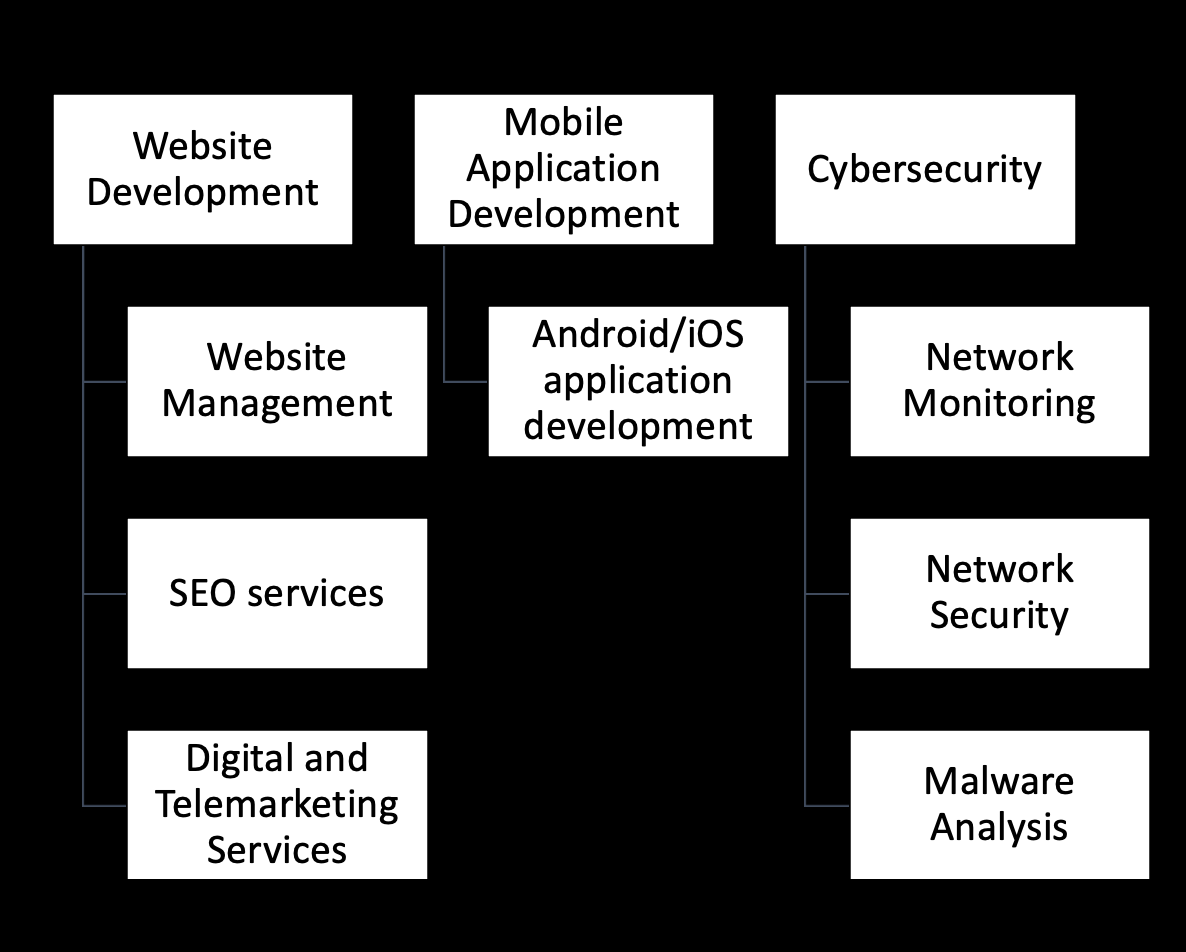 Website
Development
Website
Management
SEO services
Digital and
Telemarketing
Services
Mobile
Application
Development
Android/iOS
application
development
Cybersecurity
Network
Monitoring
Network
Security
Malware
Analysis